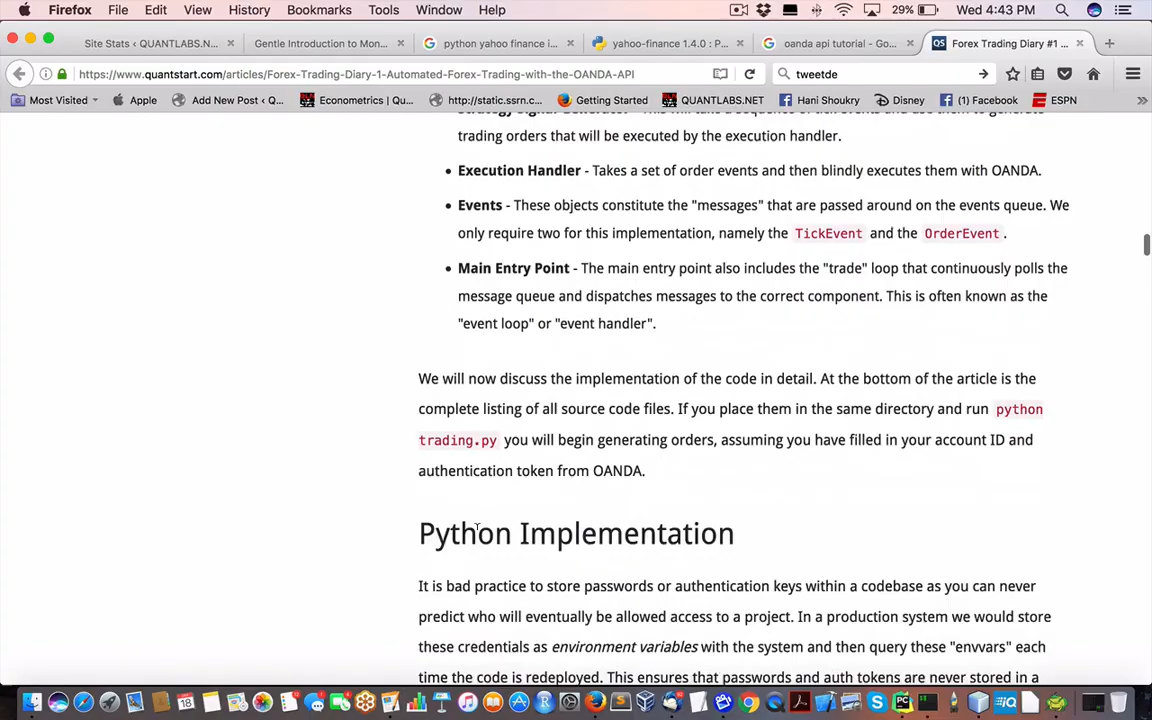 Firefox File Edit View History Bookmarks Tools Window Help 29% Wed 4:43 PM
Site Stats ‹ QUANTLABS.N... × Gentle Introduction to Mon... × python yahoo finance i... × yahoo-finance 1.4.0 : P... × oanda api tutorial - Go... × QS Forex Trading Diary #1 ... × +
https://www.quantstart.com/articles/Forex-Trading-Diary-1-Automated-Forex-Trading-with-the-OANDA-API tweetde
Most Visited Apple Add New Post ‹ Q... Econometrics | Qu... http://static.ssrn.c... Getting Started QUANTLABS.NET Hani Shoukry Disney (1) Facebook ESPN
trading orders that will be executed by the execution handler.
Execution Handler - Takes a set of order events and then blindly executes them with OANDA.
Events - These objects constitute the "messages" that are passed around on the events queue. We
only require two for this implementation, namely the TickEvent and the OrderEvent.
Main Entry Point - The main entry point also includes the "trade" loop that continuously polls the
message queue and dispatches messages to the correct component. This is often known as the
"event loop" or "event handler".
We will now discuss the implementation of the code in detail. At the bottom of the article is the
complete listing of all source code files. If you place them in the same directory and run python
trading.py you will begin generating orders, assuming you have filled in your account ID and
authentication token from OANDA.
Python Implementation
It is bad practice to store passwords or authentication keys within a codebase as you can never
predict who will eventually be allowed access to a project. In a production system we would store
these credentials as environment variables with the system and then query these "envvars" each
time the code is redeployed. This ensures that passwords and auth tokens are never stored in a